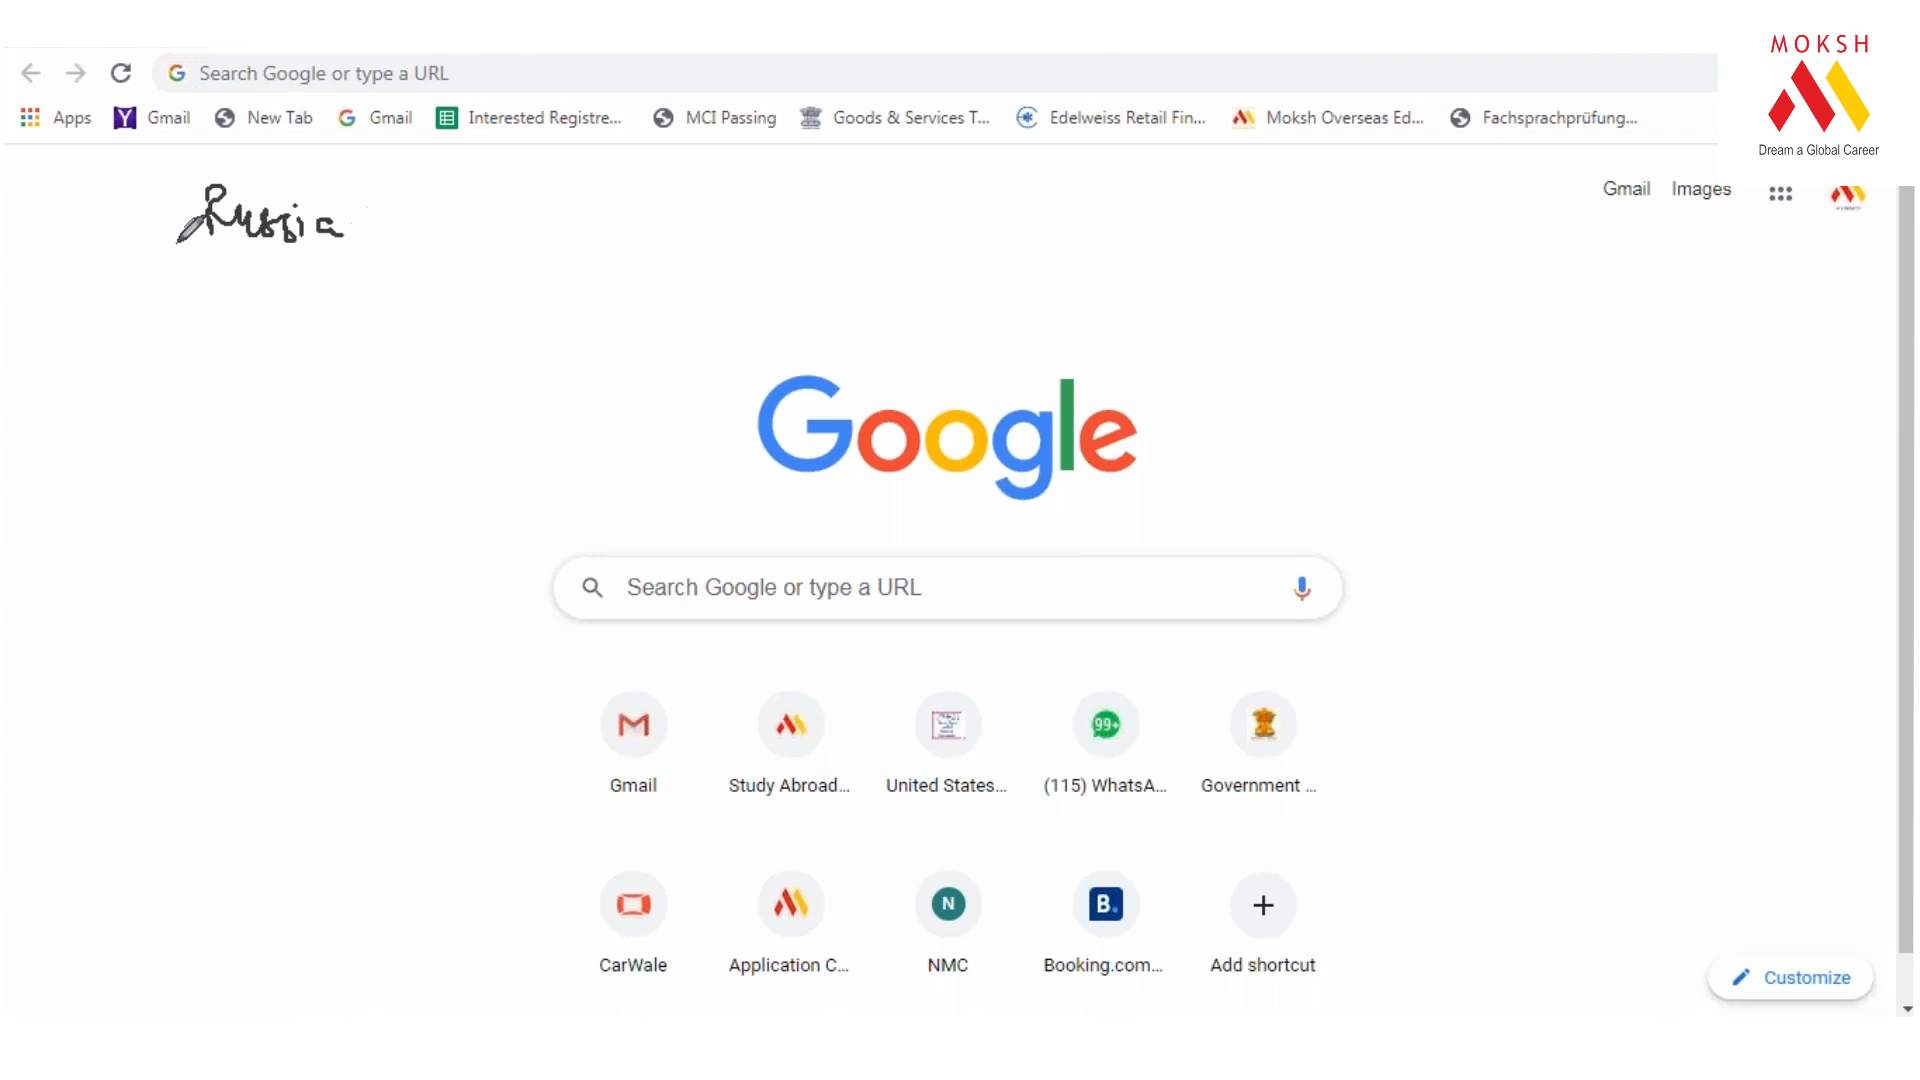 MOKSH
Dream a Global Career
Search Google or type a URL
Apps
Gmail
New Tab
Gmail
Interested Registre...
MCI Passing
Goods & Services T...
Edelweiss Retail Fin...
Moksh Overseas Ed...
Fachsprachprüfung...
Russia
Gmail
Images
Google
Search Google or type a URL
99+
Gmail
Study Abroad...
United States...
(115) WhatsA...
Government ...
N
B.
CarWale
Application C...
NMC
Booking.com...
Add shortcut
Customize